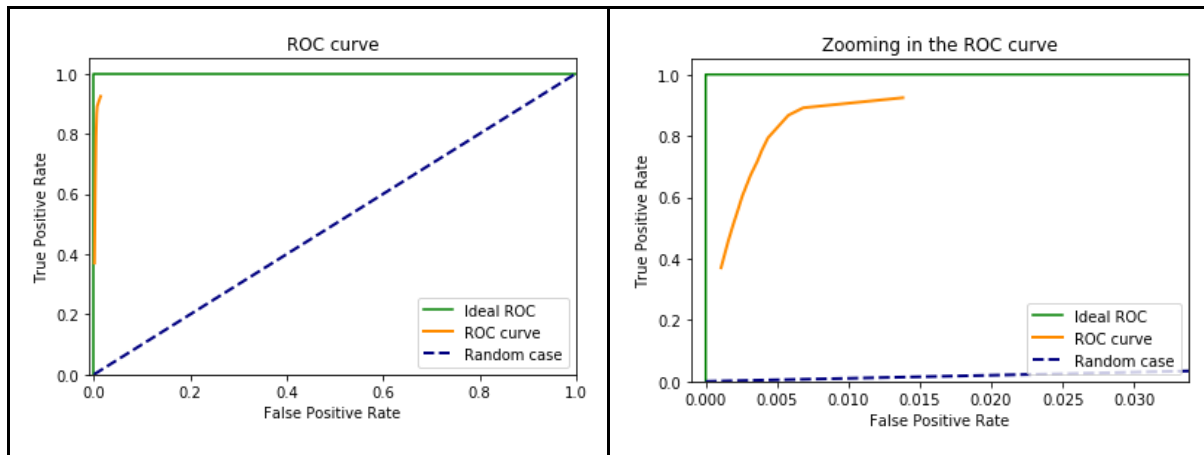 ROC curve
1.0
0.8
0.6
0.4
0.2
0.0
True Positive Rate
0.0 0.2 0.4 0.6 0.8 1.0
False Positive Rate
Ideal ROC
ROC curve
Random case
Zooming in the ROC curve
1.0
0.8
0.6
0.4
0.2
0.0
True Positive Rate
0.000 0.005 0.010 0.015 0.020 0.025 0.030
False Positive Rate
Ideal ROC
ROC curve
Random case